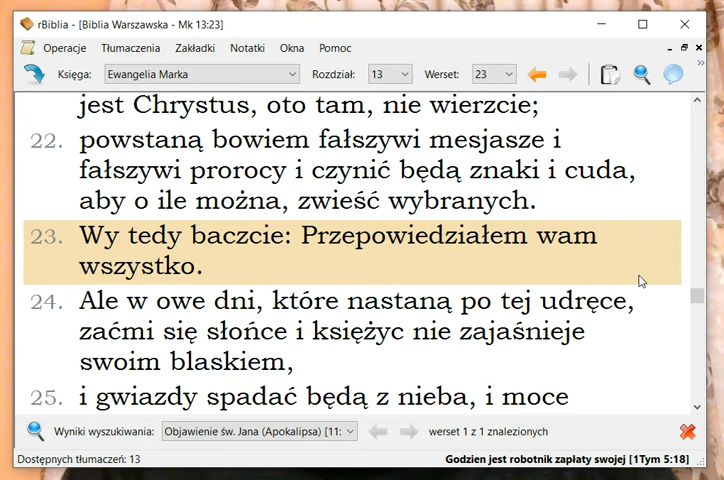 rBiblia - [Biblia Warszawska - Mk 13:23]
Operacje Tłumaczenia Zakładki Notatki Okna Pomoc
Księga: Ewangelia Marka Rozdział: 13 Werset: 23
jest Chrystus, oto tam, nie wierzcie;
22. powstaną bowiem fałszywi mesjasze i
fałszywi prorocy i czynić będą znaki i cuda,
aby o ile można, zwieść wybranych.
23. Wy tedy baczcie: Przepowiedziałem wam
wszystko.
24. Ale w owe dni, które nastaną po tej udręce,
zaćmi się słońce i księżyc nie zajaśnieje
swoim blaskiem,
25. i gwiazdy spadać będą z nieba, i moce
Wyniki wyszukiwania: Objawienie św. Jana (Apokalipsa) [11: werset 1 z 1 znalezionych
Dostępnych tłumaczeń: 13 Godzien jest robotnik zapłaty swojej [1Tym 5:18]